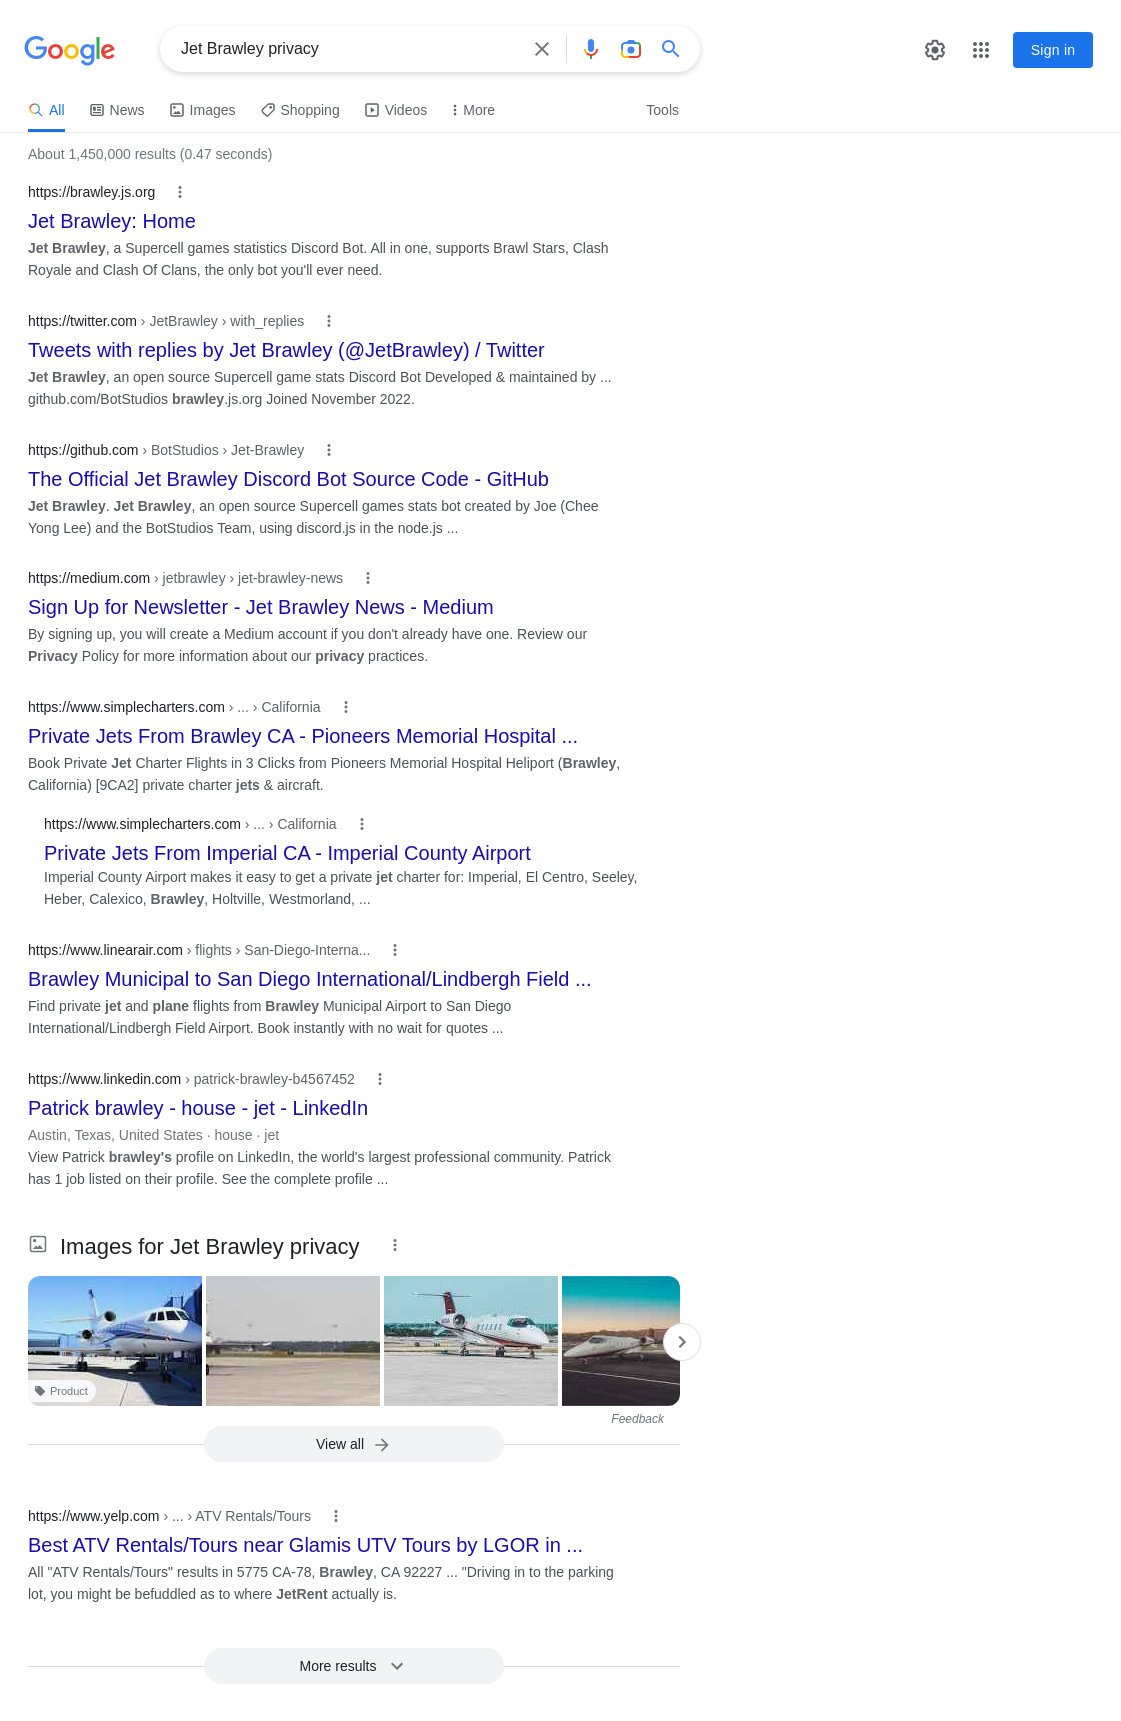 Google
Jet Brawley privacy
Sign in
All
News
Images
Shopping
Videos
More
Tools
About 1,450,000 results (0.47 seconds)
https://brawley.js.org
Jet Brawley: Home
Jet Brawley, a Supercell games statistics Discord Bot. All in one, supports Brawl Stars, Clash
Royale and Clash Of Clans, the only bot you'll ever need.
https://twitter.com › JetBrawley › with_replies
Tweets with replies by Jet Brawley (@JetBrawley) / Twitter
Jet Brawley, an open source Supercell game stats Discord Bot Developed & maintained by ...
github.com/BotStudios brawley.js.org Joined November 2022.
https://github.com › BotStudios › Jet-Brawley
The Official Jet Brawley Discord Bot Source Code - GitHub
Jet Brawley. Jet Brawley, an open source Supercell games stats bot created by Joe (Chee
Yong Lee) and the BotStudios Team, using discord.js in the node.js ...
https://medium.com › jetbrawley › jet-brawley-news
Sign Up for Newsletter - Jet Brawley News - Medium
By signing up, you will create a Medium account if you don't already have one. Review our
Privacy Policy for more information about our privacy practices.
https://www.simplecharters.com › ... › California
Private Jets From Brawley CA - Pioneers Memorial Hospital ...
Book Private Jet Charter Flights in 3 Clicks from Pioneers Memorial Hospital Heliport (Brawley,
California) [9CA2] private charter jets & aircraft.
https://www.simplecharters.com › ... › California
Private Jets From Imperial CA - Imperial County Airport
Imperial County Airport makes it easy to get a private jet charter for: Imperial, El Centro, Seeley,
Heber, Calexico, Brawley, Holtville, Westmorland, ...
https://www.linearair.com › flights › San-Diego-Interna...
Brawley Municipal to San Diego International/Lindbergh Field ...
Find private jet and plane flights from Brawley Municipal Airport to San Diego
International/Lindbergh Field Airport. Book instantly with no wait for quotes ...
https://www.linkedin.com › patrick-brawley-b4567452
Patrick brawley - house - jet - LinkedIn
Austin, Texas, United States · house · jet
View Patrick brawley's profile on LinkedIn, the world's largest professional community. Patrick
has 1 job listed on their profile. See the complete profile ...
Images for Jet Brawley privacy
Product
Feedback
View all
https://www.yelp.com › ... › ATV Rentals/Tours
Best ATV Rentals/Tours near Glamis UTV Tours by LGOR in ...
All "ATV Rentals/Tours" results in 5775 CA-78, Brawley, CA 92227 ... "Driving in to the parking
lot, you might be befuddled as to where JetRent actually is.
More results